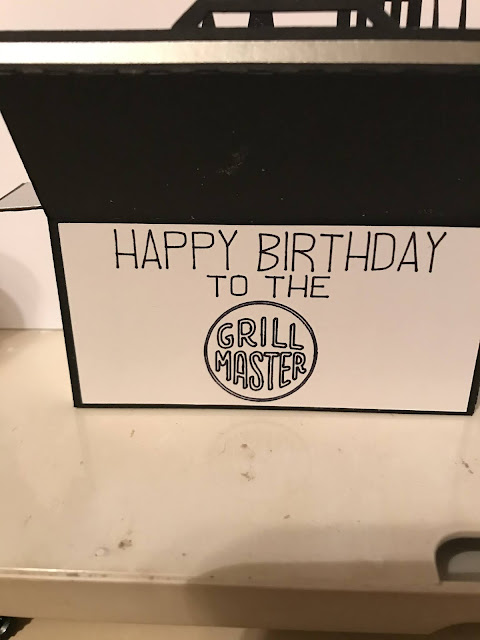 HAPPY BIRTHDAY
TO THE
GRILL
MASTER